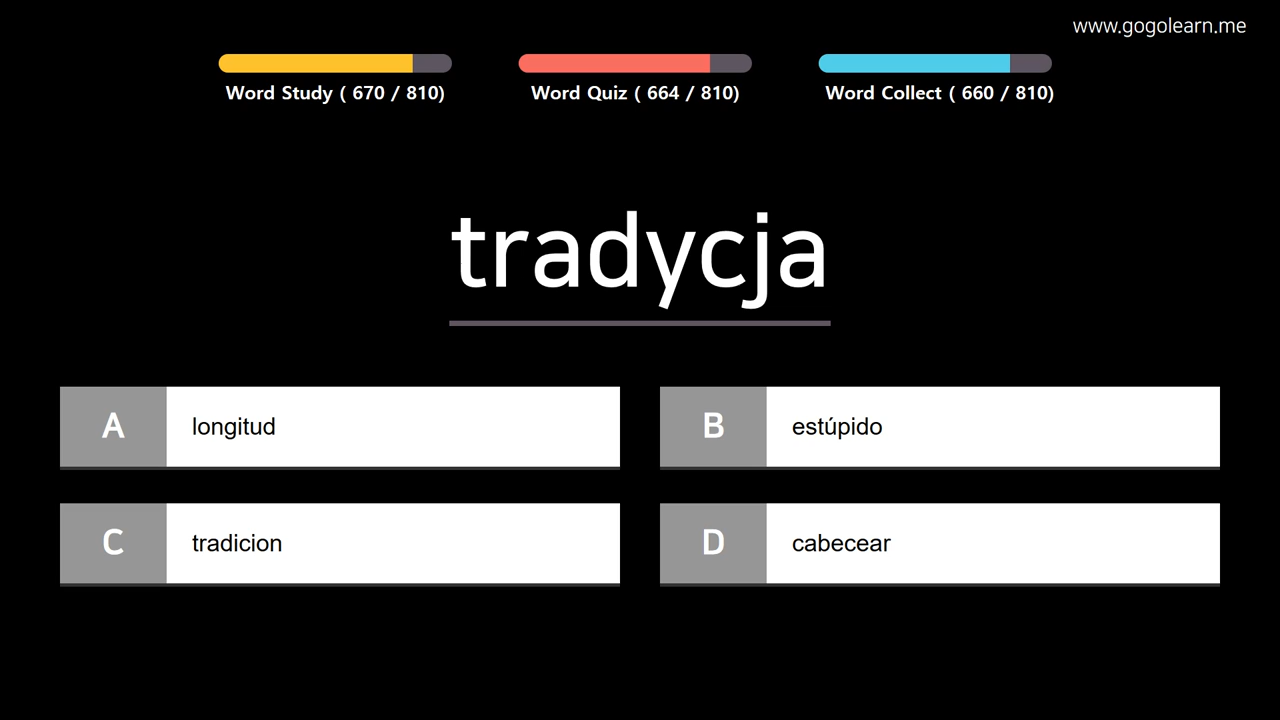 www.gogolearn.me
Word Study ( 670 / 810)
Word Quiz ( 664 / 810)
Word Collect ( 660 / 810)
tradycja
A longitud
B estúpido
C tradicion
D cabecear